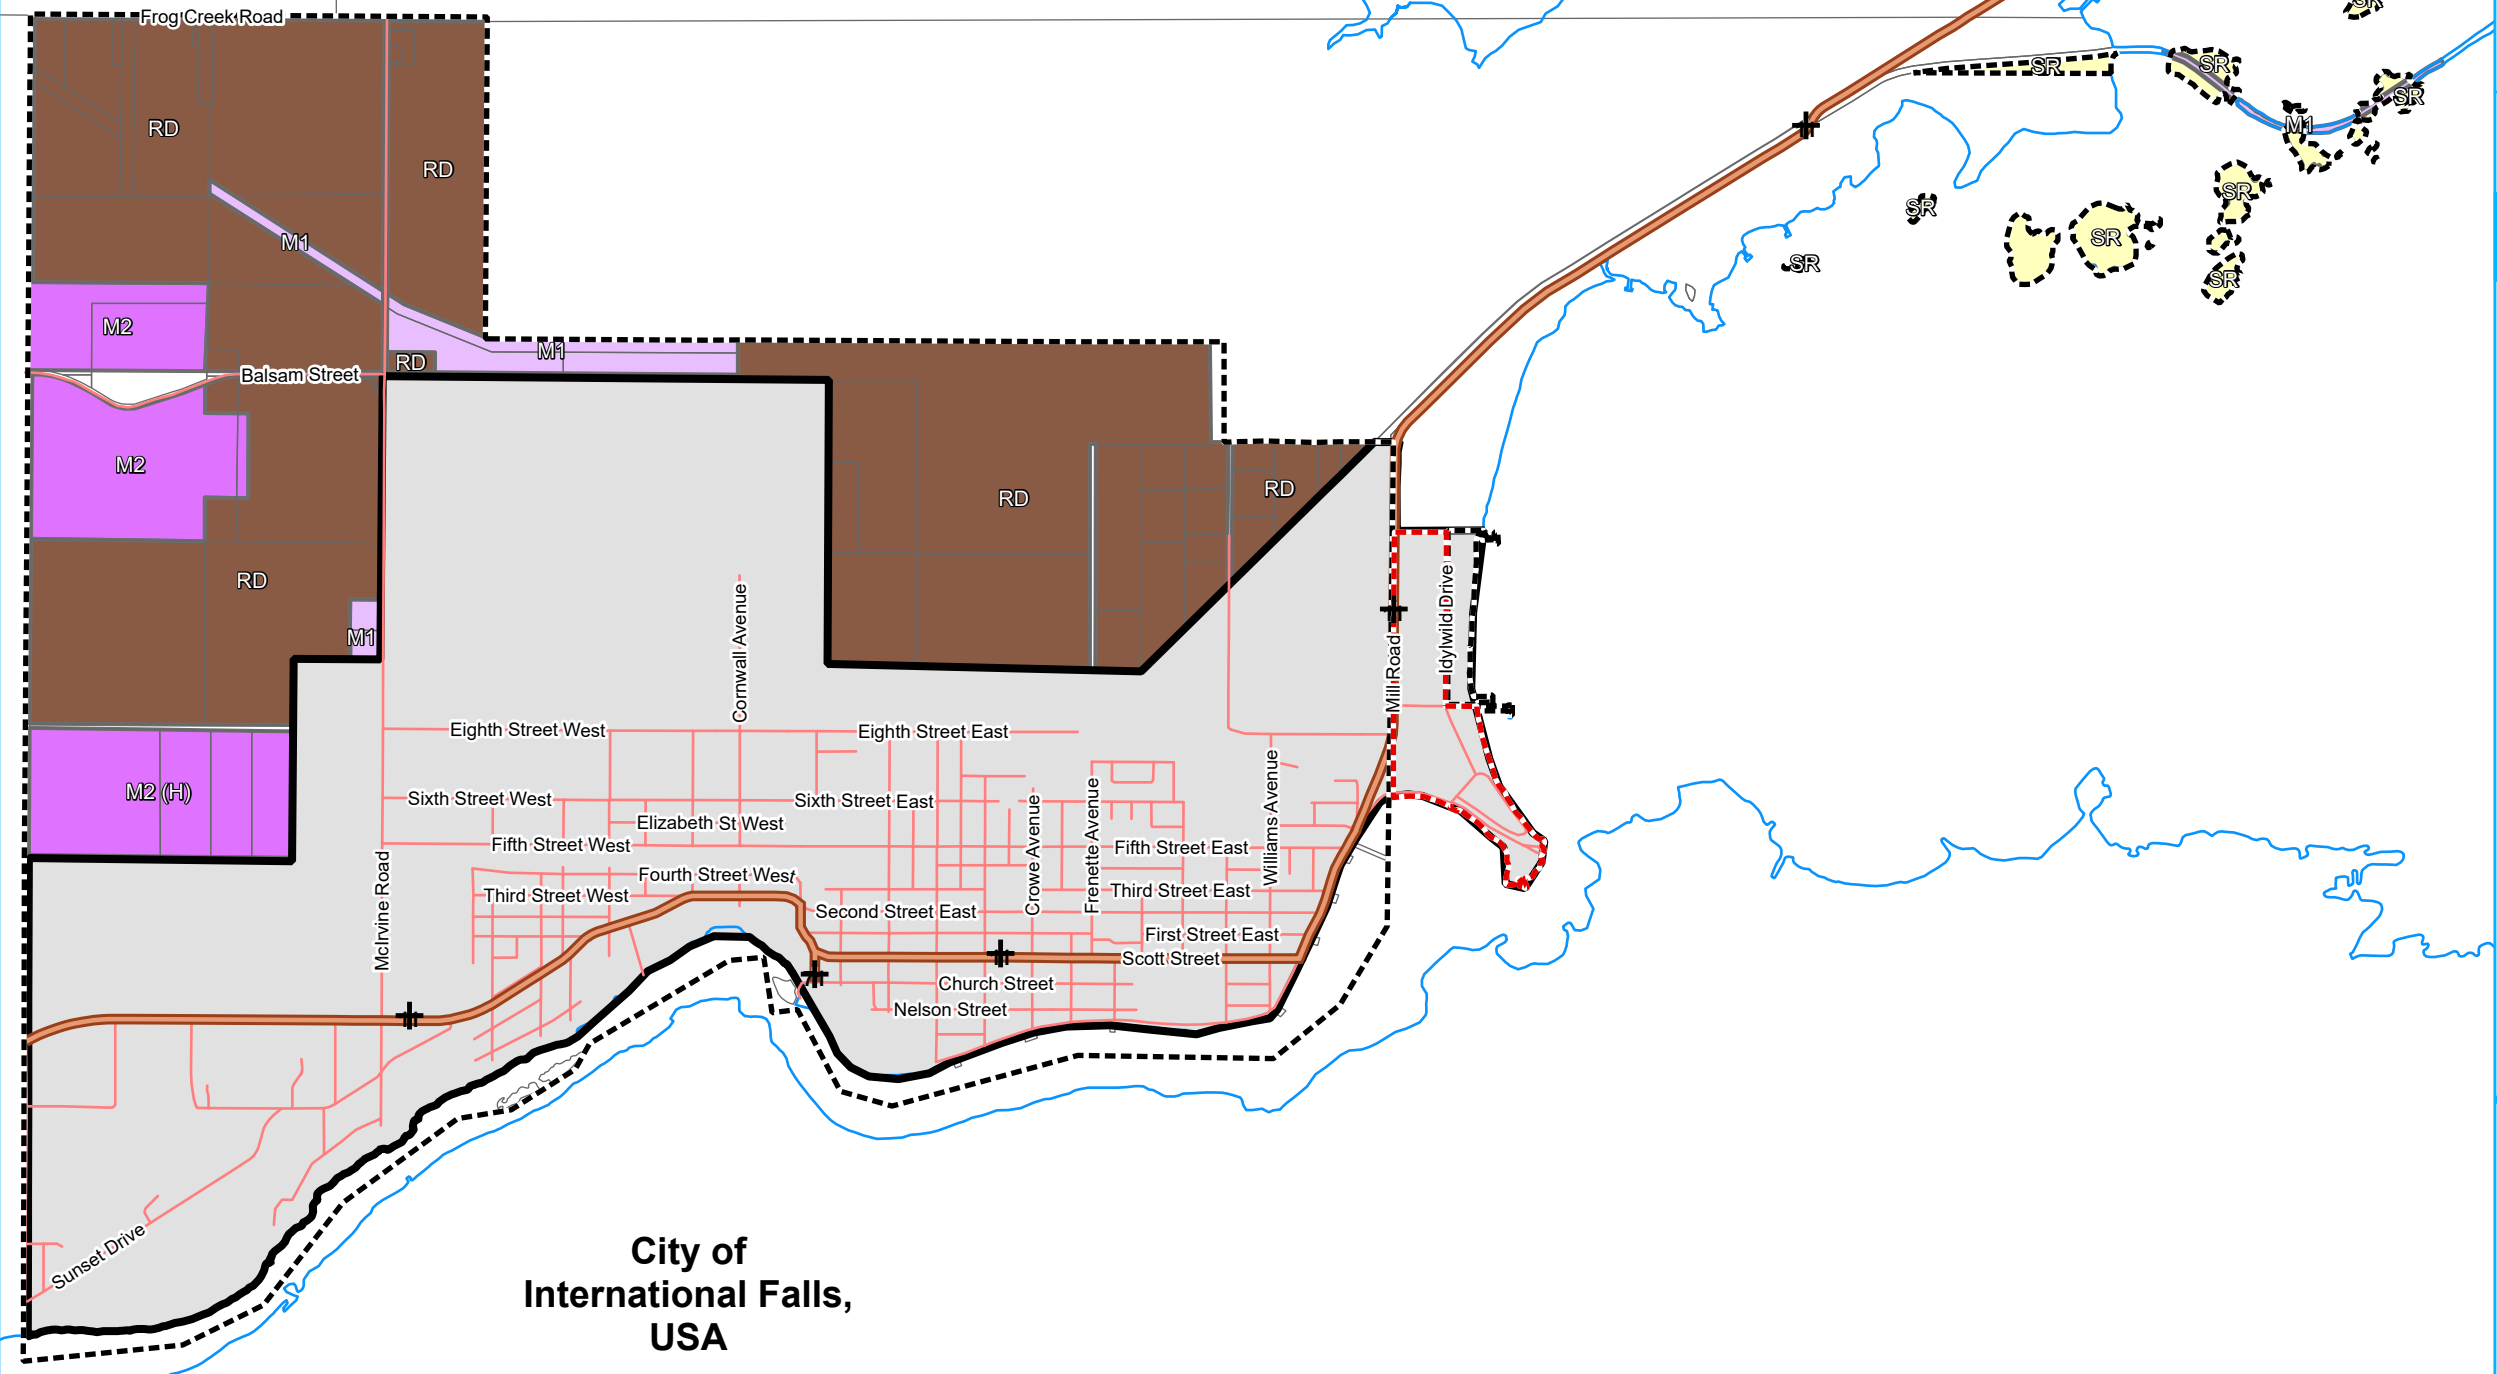 Frog Creek Road
SR
SR
SR
SR
M1
RD
RD
SR
SR
SR
M1
SR
SR
M2
M1
RD
Balsam Street
M2
RD
RD
RD
Idylwild Drive
M1
Cornwall Avenue
Mill Road
Eighth Street West
Eighth Street East
M2 (H)
Sixth Street West
Sixth Street East
Elizabeth St West
Fifth Street West
Crowe Avenue
Frenette Avenue
Fifth Street East
Williams Avenue
Fourth Street West
Third Street West
Third Street East
McIrvine Road
Second Street East
First Street East
Scott Street
Church Street
Nelson Street
Sunset Drive
City of
International Falls,
USA